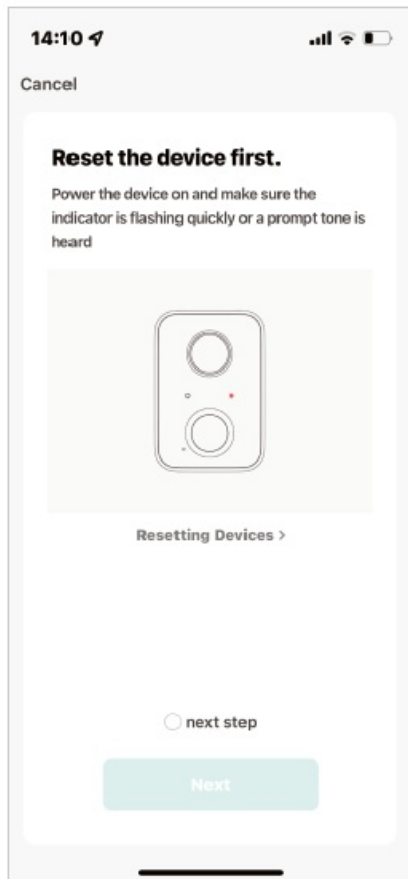 14:10
Cancel
Reset the device first.
Power the device on and make sure the
indicator is flashing quickly or a prompt tone is
heard
Resetting Devices >
next step
Next